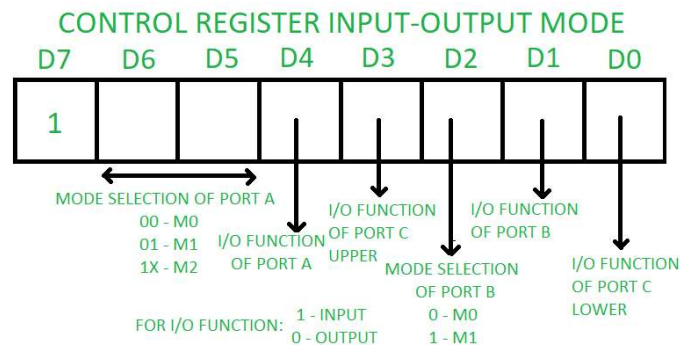 CONTROL REGISTER INPUT-OUTPUT MODE
D7 D6 D5 D4 D3 D2 D1 D0
1
MODE SELECTION OF PORT A
00 - M0
01 - M1
1X - M2
I/O FUNCTION
OF PORT A
I/O FUNCTION
OF PORT C
UPPER
MODE SELECTION
OF PORT B
0 - M0
1 - M1
I/O FUNCTION
OF PORT B
I/O FUNCTION
OF PORT C
LOWER
FOR I/O FUNCTION:
1 - INPUT
0 - OUTPUT